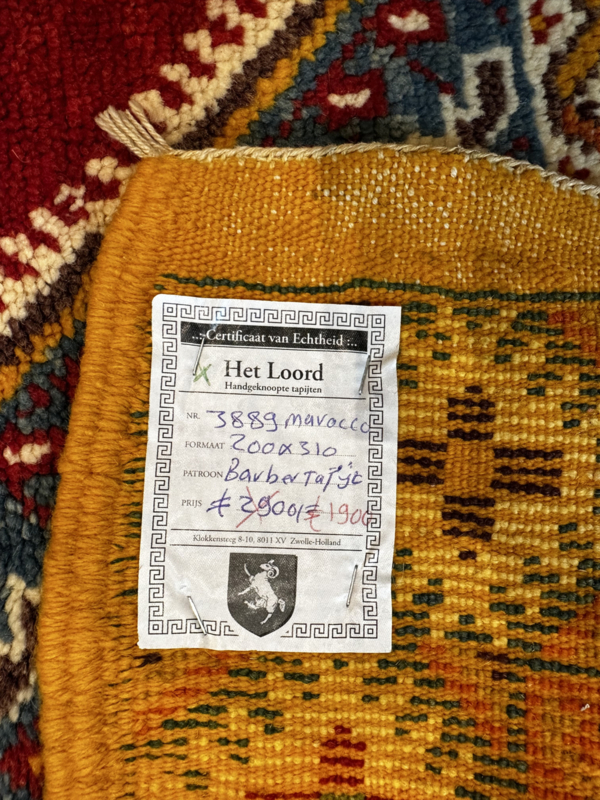 ..:Certificaat van Echtheid :..
Het Loord
Handgeknoopte tapijten
NR. 3889 marocco
FORMAAT 200x310
PATROON BarberTapijt
PRIJS € 2900,= € 1900
Klokkensteeg 8-10, 8011 XV Zwolle-Holland